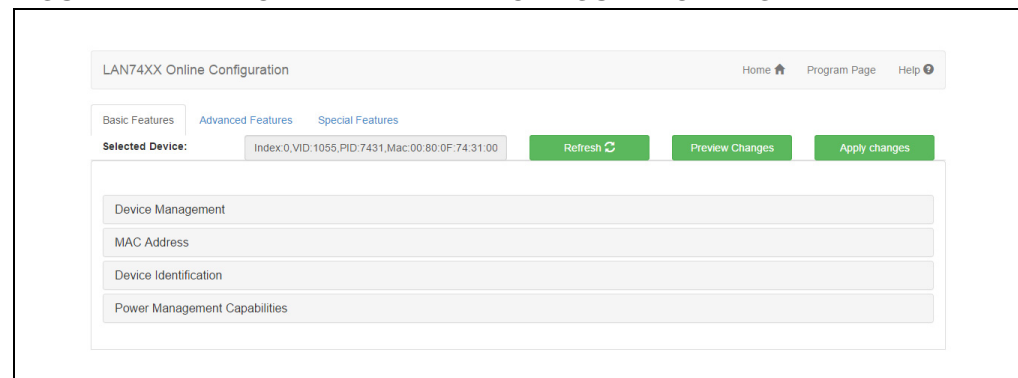 LAN74XX Online Configuration Home Program Page Help
Basic Features Advanced Features Special Features
Selected Device: Index:0,VID:1055,PID:7431,Mac:00:80:0F:74:31:00 Refresh Preview Changes Apply changes
Device Management
MAC Address
Device Identification
Power Management Capabilities